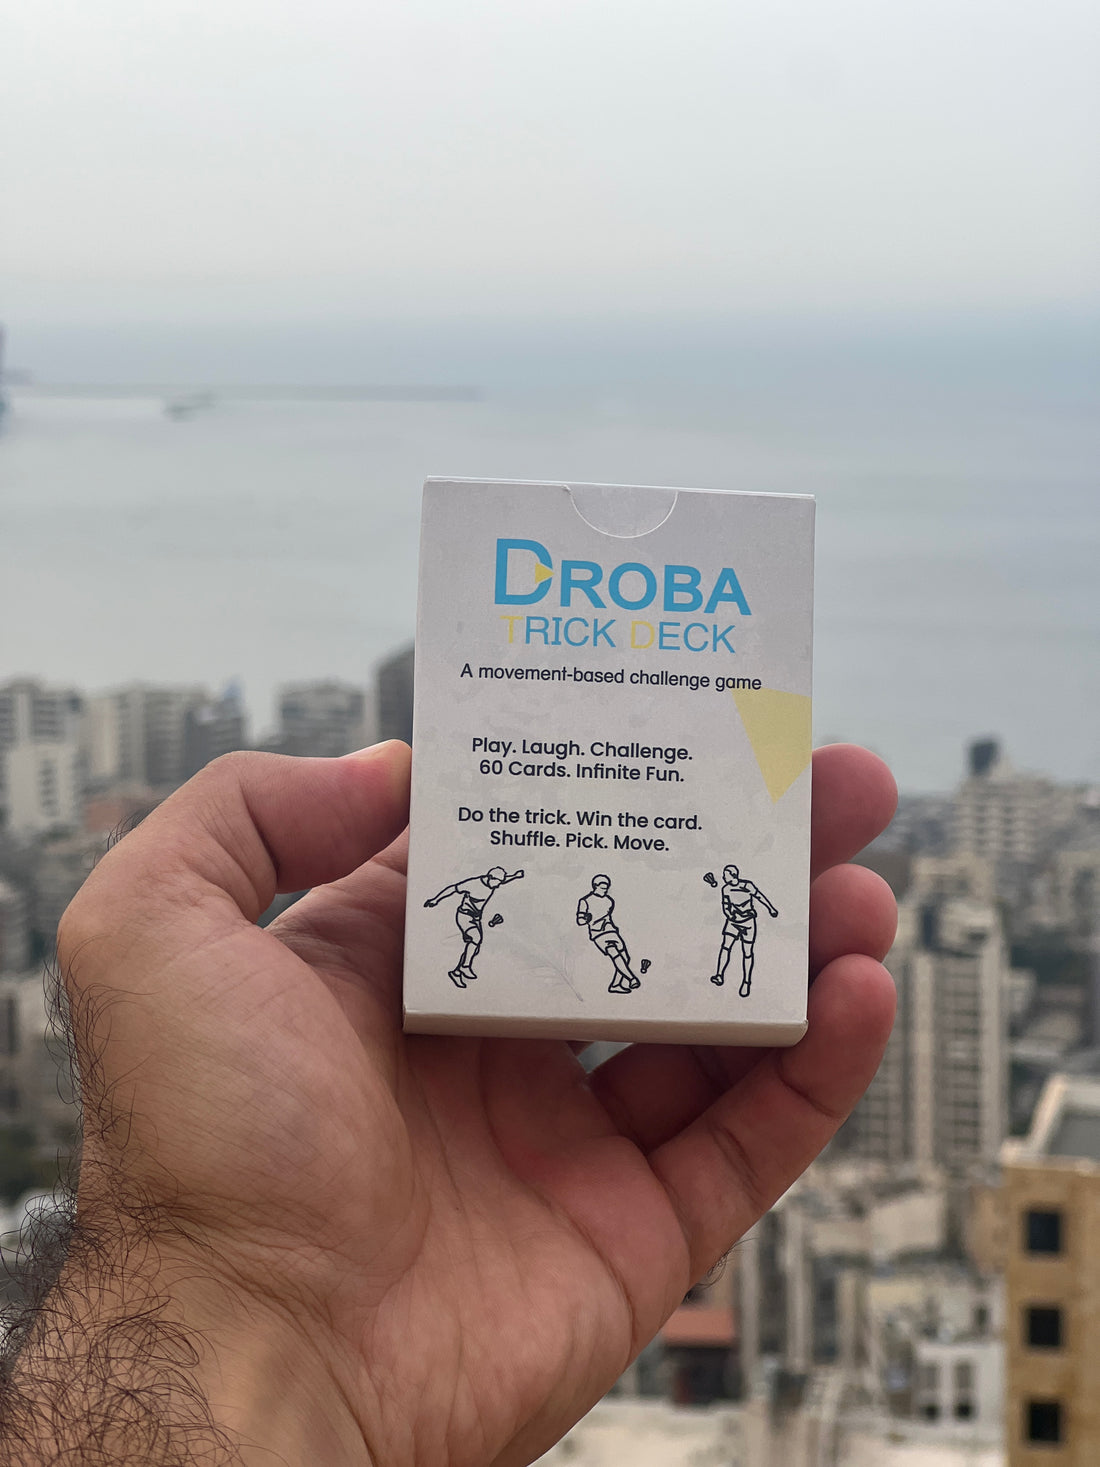 DROBA
TRICK DECK
A movement-based challenge game
Play. Laugh. Challenge.
60 Cards. Infinite Fun.
Do the trick. Win the card.
Shuffle. Pick. Move.